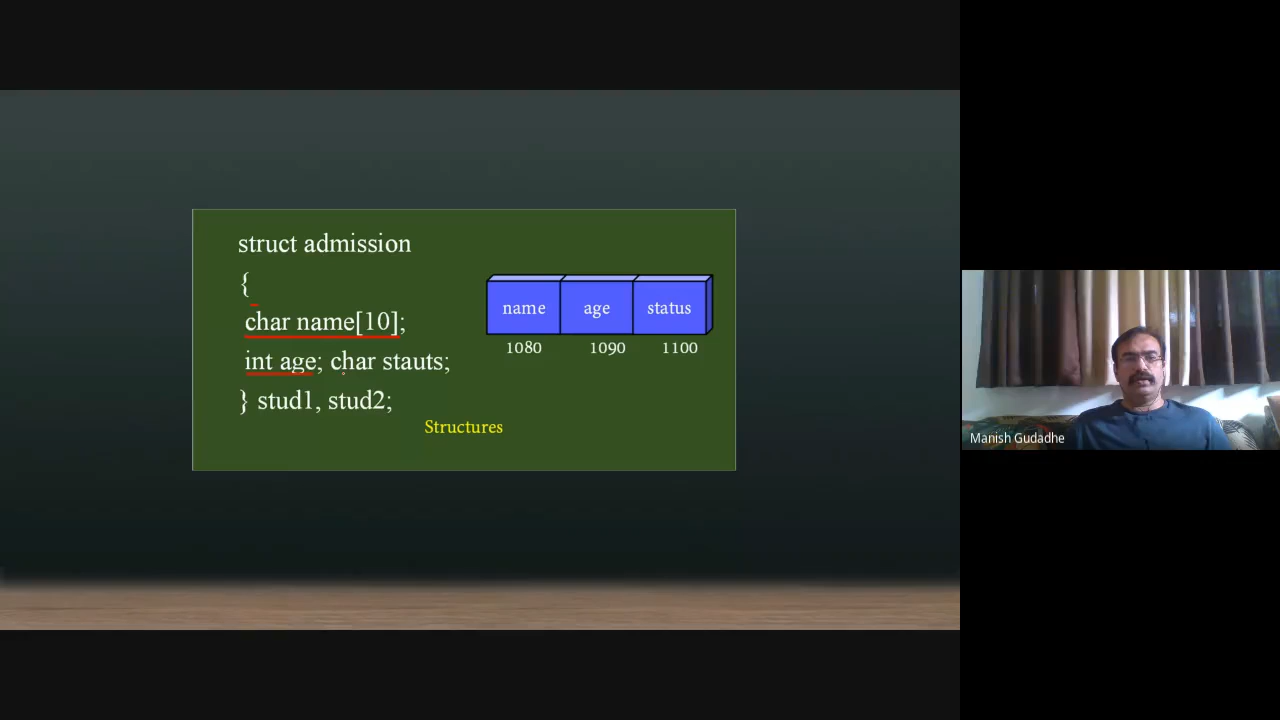 struct admission
{
char name[10];
int age; char stauts;
} stud1, stud2;
name age status
1080 1090 1100
Structures
Manish Gudadhe